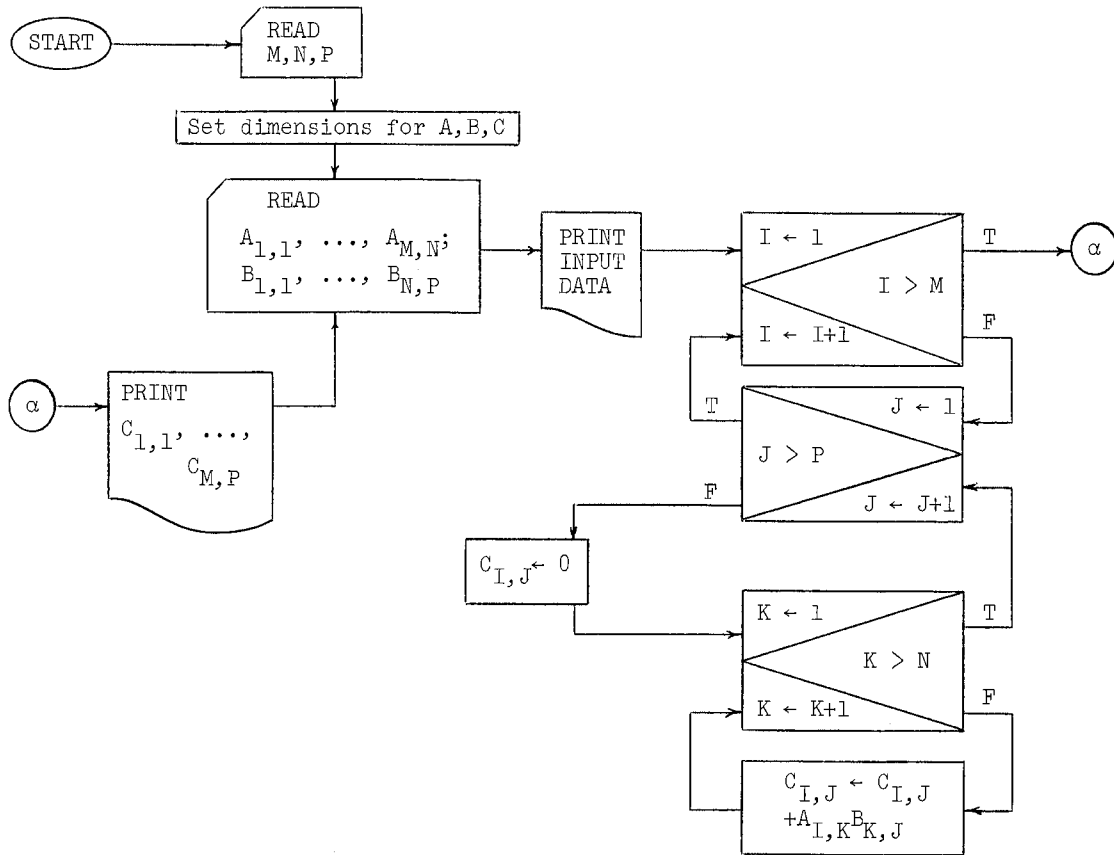 START
READ
M,N,P
Set dimensions for A,B,C
READ
A1,1, ..., AM,N;
B1,1, ..., BN,P
PRINT
INPUT
DATA
I ← 1
I > M
I ← I+1
T
F
α
α
PRINT
C1,1, ...,
CM,P
J ← 1
J > P
J ← J+1
T
F
CI,J ← 0
K ← 1
K > N
K ← K+1
T
F
CI,J ← CI,J
+AI,KBK,J